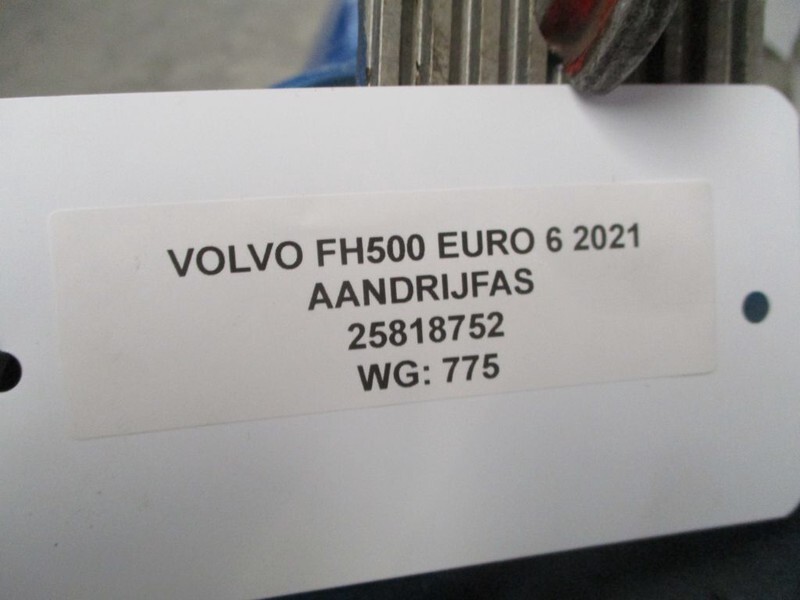 VOLVO FH500 EURO 6 2021
AANDRIJFAS
25818752
WG: 775